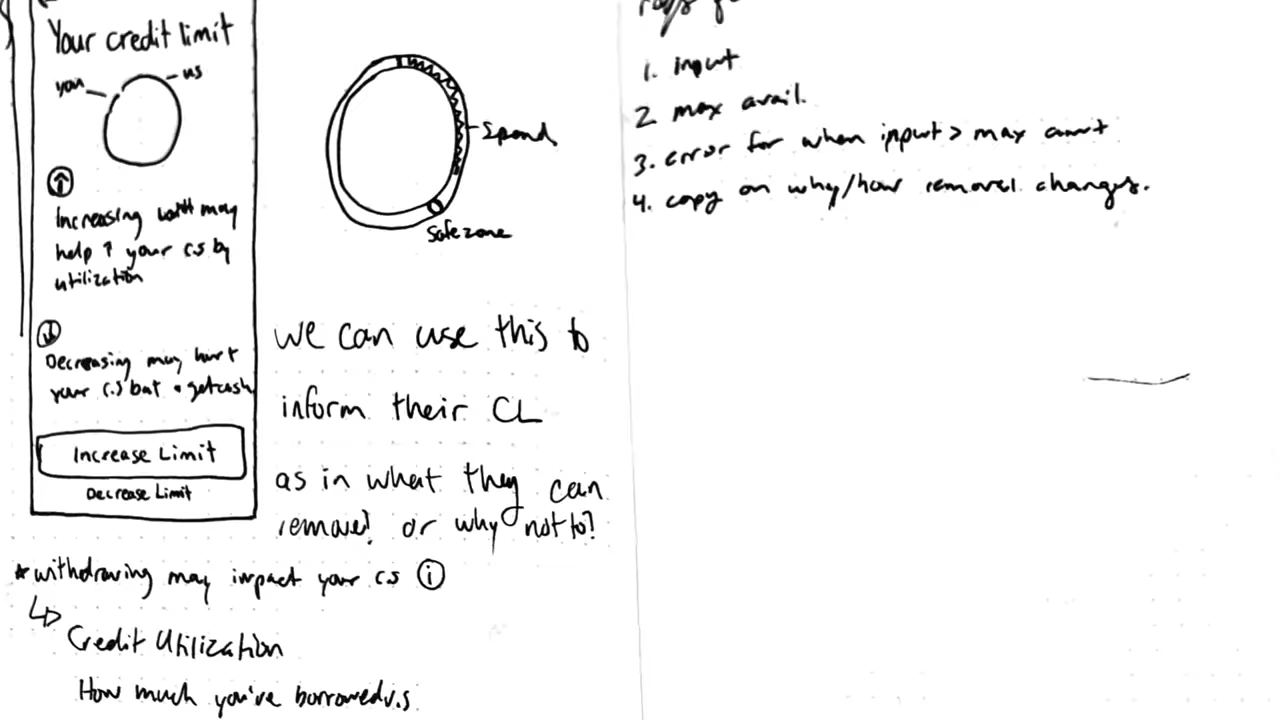 Your credit limit
you
us
Increasing may
help ↑ your c.s by
utilization
Decreasing may hurt
your c.s but + get cash
Increase Limit
Decrease Limit
Spend
Safe zone
we can use this to
inform their CL
as in what they can
remove? or why not to?
*withdrawing may impact your cs i
↳ Credit Utilization
How much you've borrowed v.s
1. input
2. max avail.
3. error for when input > max amt
4. copy on why/how removal changes.